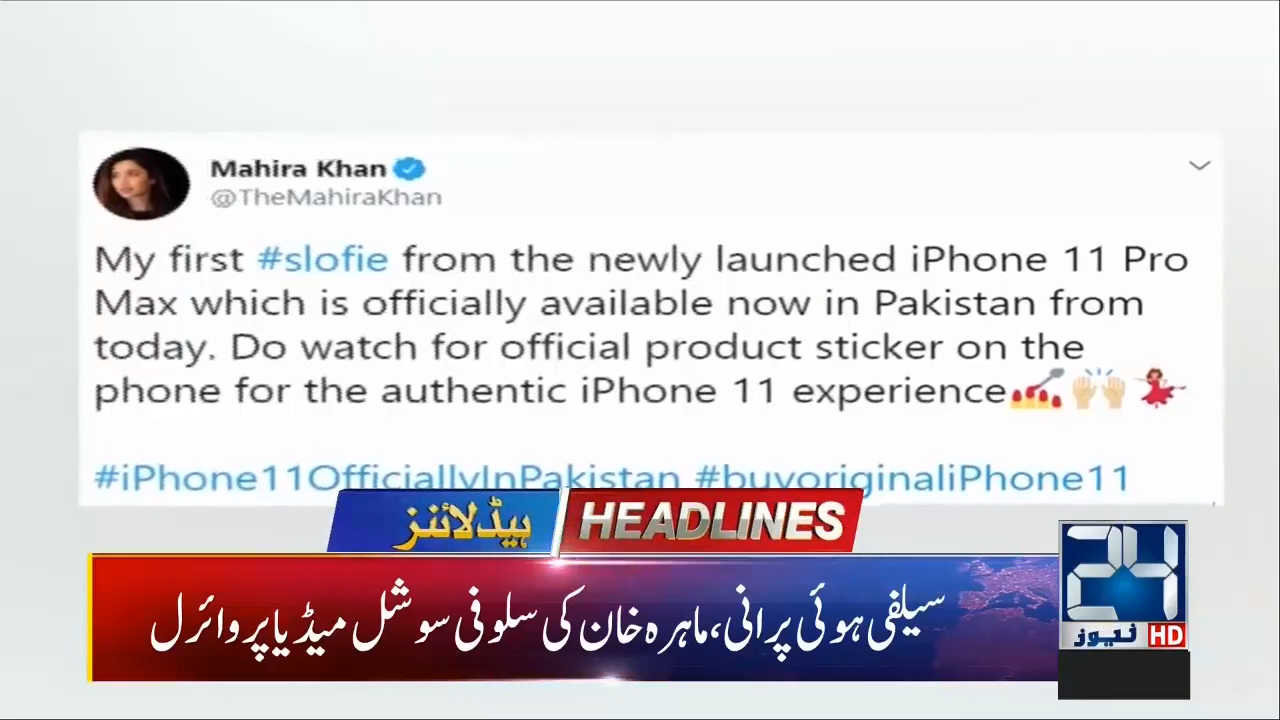 Mahira Khan
@TheMahiraKhan
My first #slofie from the newly launched iPhone 11 Pro
Max which is officially available now in Pakistan from
today. Do watch for official product sticker on the
phone for the authentic iPhone 11 experience
#iPhone11OfficiallyInPakistan #buyoriginaliPhone11
ہیڈلائنز HEADLINES
سیلفی ہوئی پرانی، ماہرہ خان کی سلوفی سوشل میڈیا پر وائرل
24
نیوز HD